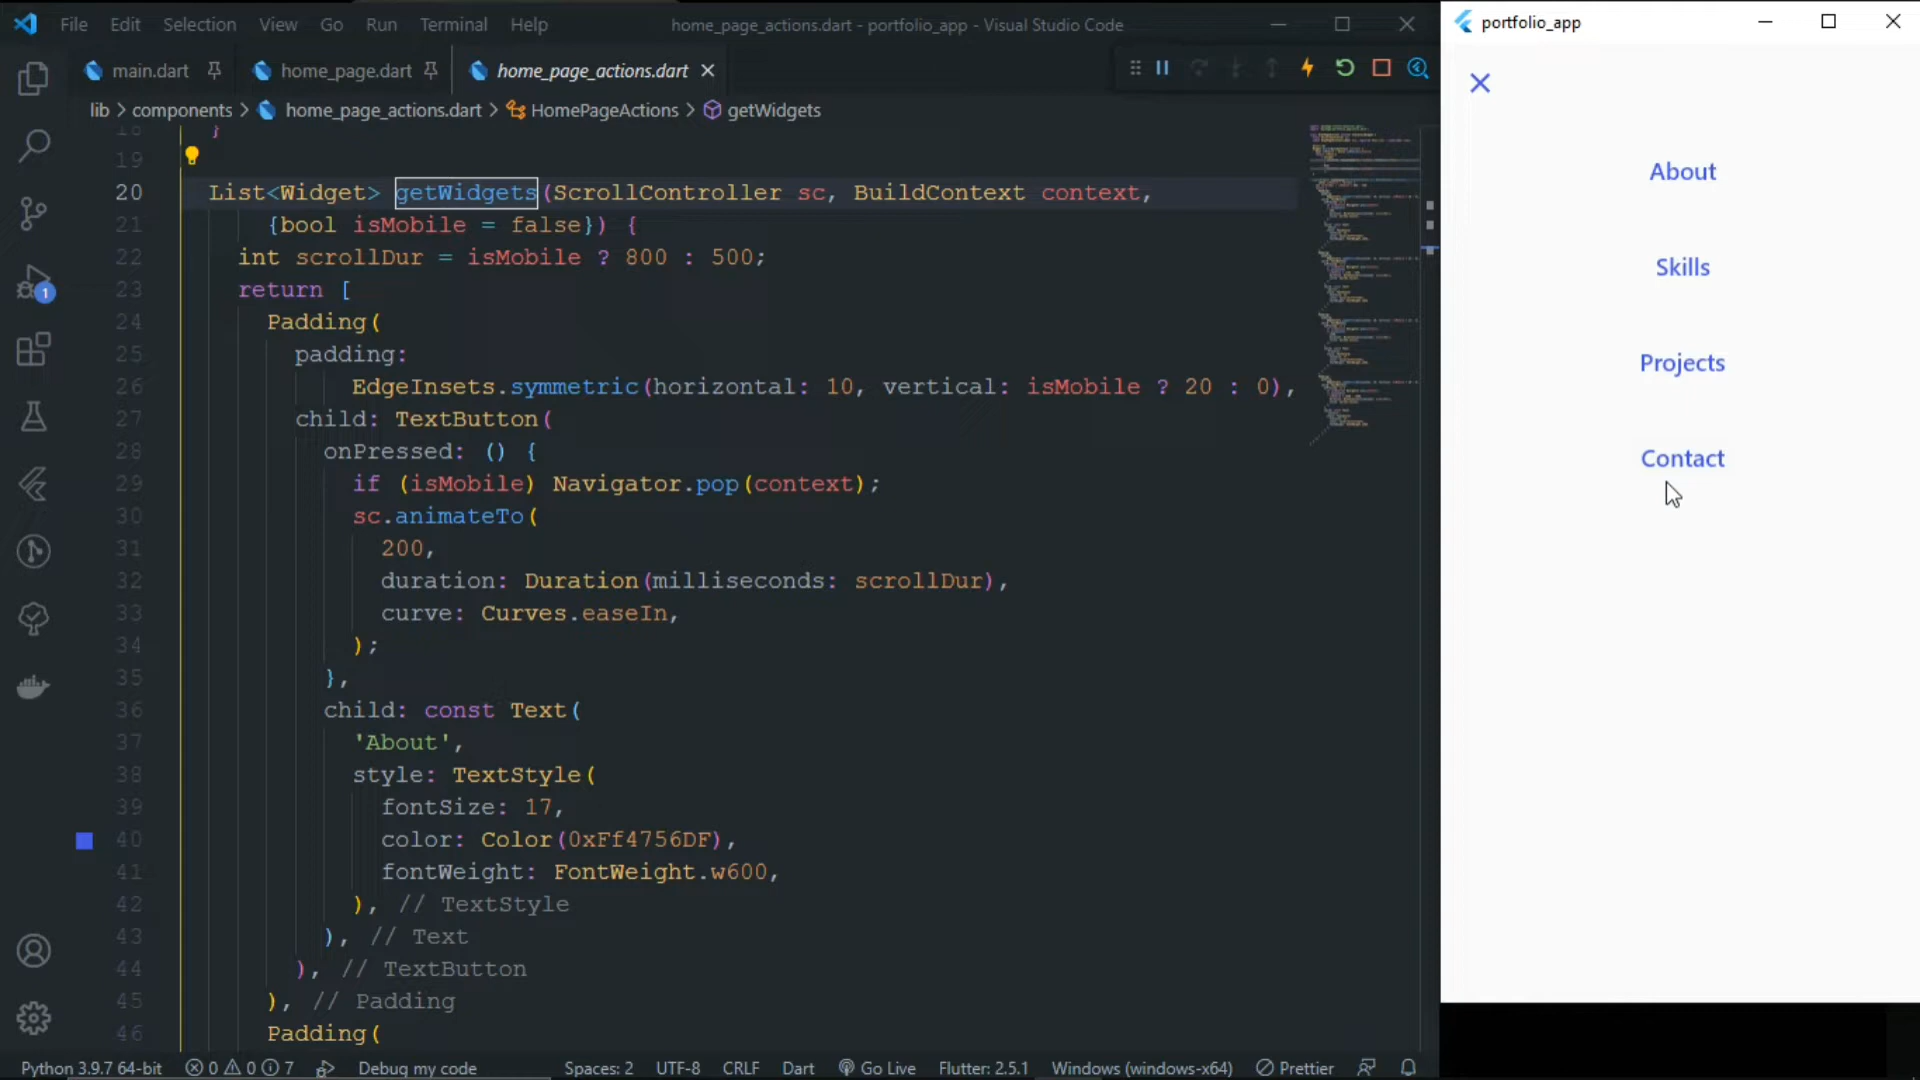 File Edit Selection View Go Run Terminal Help
home_page_actions.dart - portfolio_app - Visual Studio Code
main.dart home_page.dart home_page_actions.dart
lib > components > home_page_actions.dart > HomePageActions > getWidgets
18 }
19
20 List<Widget> getWidgets(ScrollController sc, BuildContext context,
21 {bool isMobile = false}) {
22 int scrollDur = isMobile ? 800 : 500;
23 return [
24 Padding(
25 padding:
26 EdgeInsets.symmetric(horizontal: 10, vertical: isMobile ? 20 : 0),
27 child: TextButton(
28 onPressed: () {
29 if (isMobile) Navigator.pop(context);
30 sc.animateTo(
31 200,
32 duration: Duration(milliseconds: scrollDur),
33 curve: Curves.easeIn,
34 );
35 },
36 child: const Text(
37 'About',
38 style: TextStyle(
39 fontSize: 17,
40 color: Color(0xFf4756DF),
41 fontWeight: FontWeight.w600,
42 ), // TextStyle
43 ), // Text
44 ), // TextButton
45 ), // Padding
46 Padding(
1
Python 3.9.7 64-bit 0 0 7 Debug my code Spaces: 2 UTF-8 CRLF Dart Go Live Flutter: 2.5.1 Windows (windows-x64) Prettier
portfolio_app
About
Skills
Projects
Contact